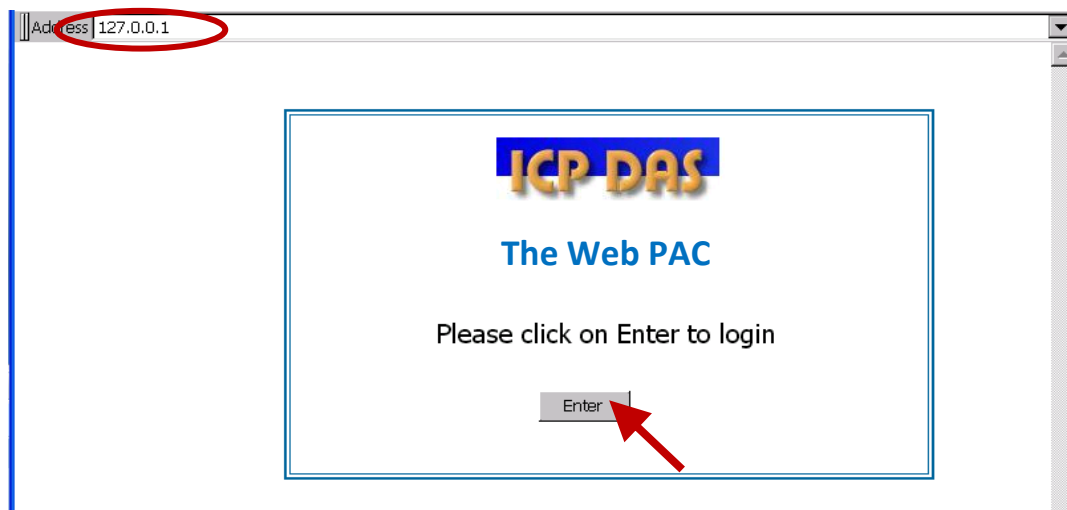 Address 127.0.0.1
ICP DAS
The Web PAC
Please click on Enter to login
Enter